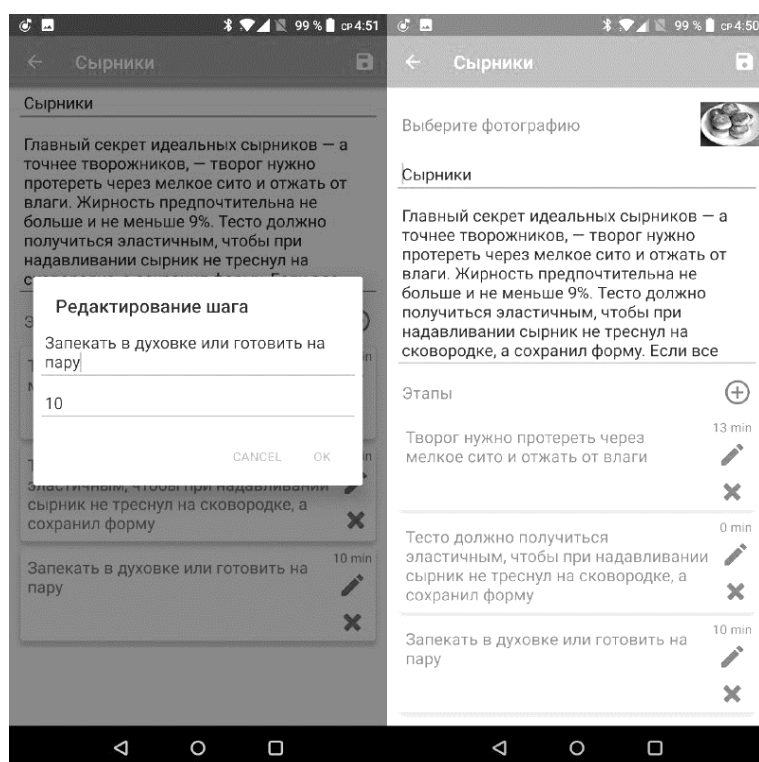 99 % ср 4:51
Сырники
Сырники
Главный секрет идеальных сырников — а
точнее творожников, — творог нужно
протереть через мелкое сито и отжать от
влаги. Жирность предпочтительна не
больше и не меньше 9%. Тесто должно
получиться эластичным, чтобы при
надавливании сырник не треснул на
Редактирование шага
Запекать в духовке или готовить на
пару
10
CANCEL OK
эластичным, чтобы при надавливании
сырник не треснул на сковородке, а
сохранил форму
10 min
Запекать в духовке или готовить на
пару
99 % ср 4:50
Сырники
Выберите фотографию
Сырники
Главный секрет идеальных сырников — а
точнее творожников, — творог нужно
протереть через мелкое сито и отжать от
влаги. Жирность предпочтительна не
больше и не меньше 9%. Тесто должно
получиться эластичным, чтобы при
надавливании сырник не треснул на
сковородке, а сохранил форму. Если все
Этапы
13 min
Творог нужно протереть через
мелкое сито и отжать от влаги
0 min
Тесто должно получиться
эластичным, чтобы при надавливании
сырник не треснул на сковородке, а
сохранил форму
10 min
Запекать в духовке или готовить на
пару